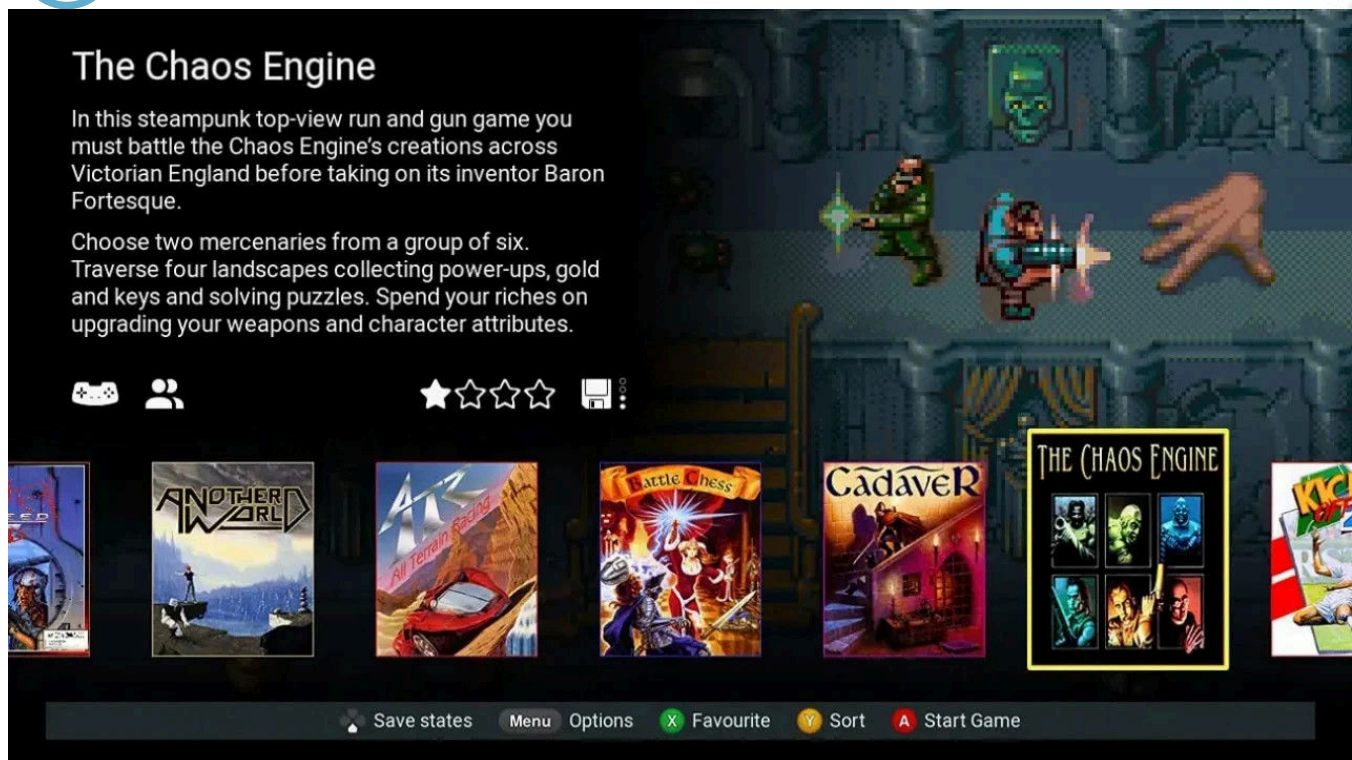 The Chaos Engine
In this steampunk top-view run and gun game you
must battle the Chaos Engine's creations across
Victorian England before taking on its inventor Baron
Fortesque.
Choose two mercenaries from a group of six.
Traverse four landscapes collecting power-ups, gold
and keys and solving puzzles. Spend your riches on
upgrading your weapons and character attributes.
ANOTHER
WORLD
ATR
All Terrain Racing
Battle Chess
CADAVER
THE CHAOS ENGINE
Save states Menu Options X Favourite Y Sort A Start Game